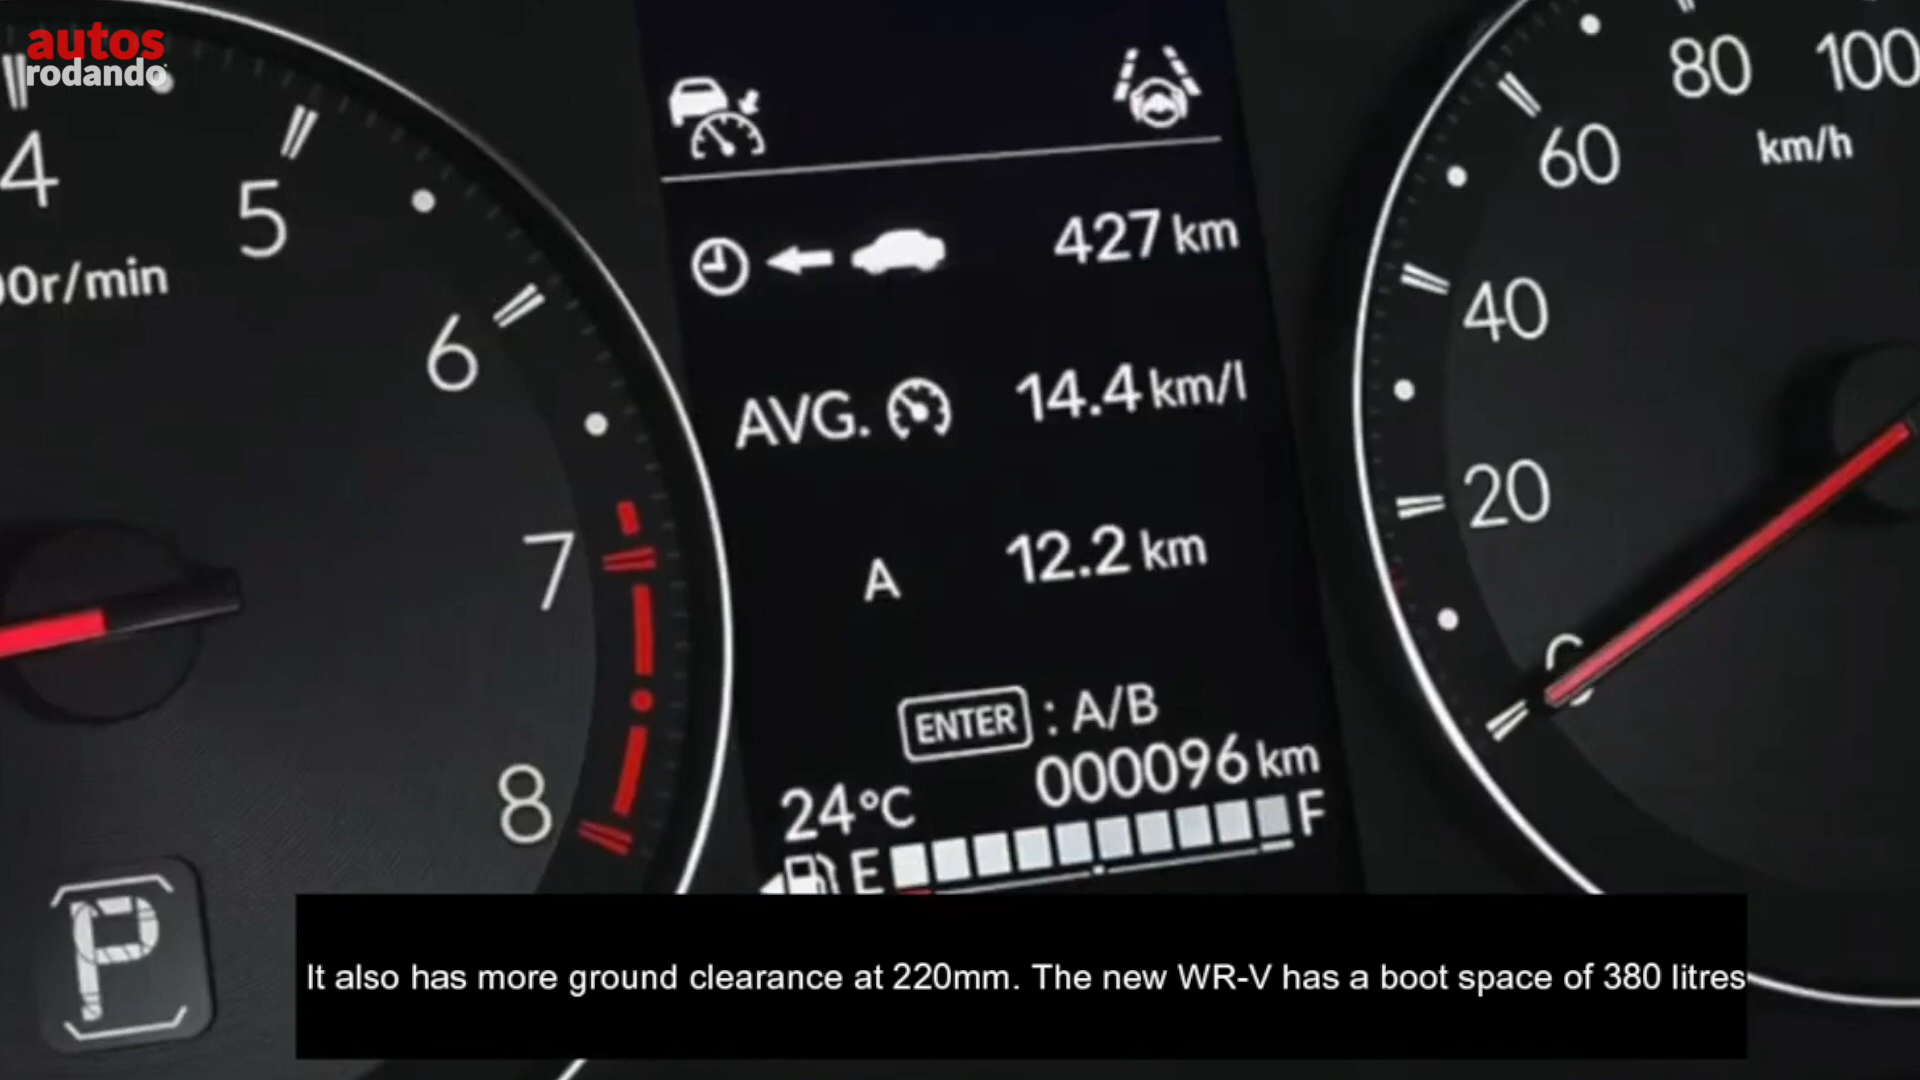 autos
rodando
4
5
00r/min
6
7
8
P
427 km
AVG. 14.4 km/l
A 12.2 km
ENTER : A/B
000096 km
24°C
E F
80 100
km/h
60
40
20
It also has more ground clearance at 220mm. The new WR-V has a boot space of 380 litres